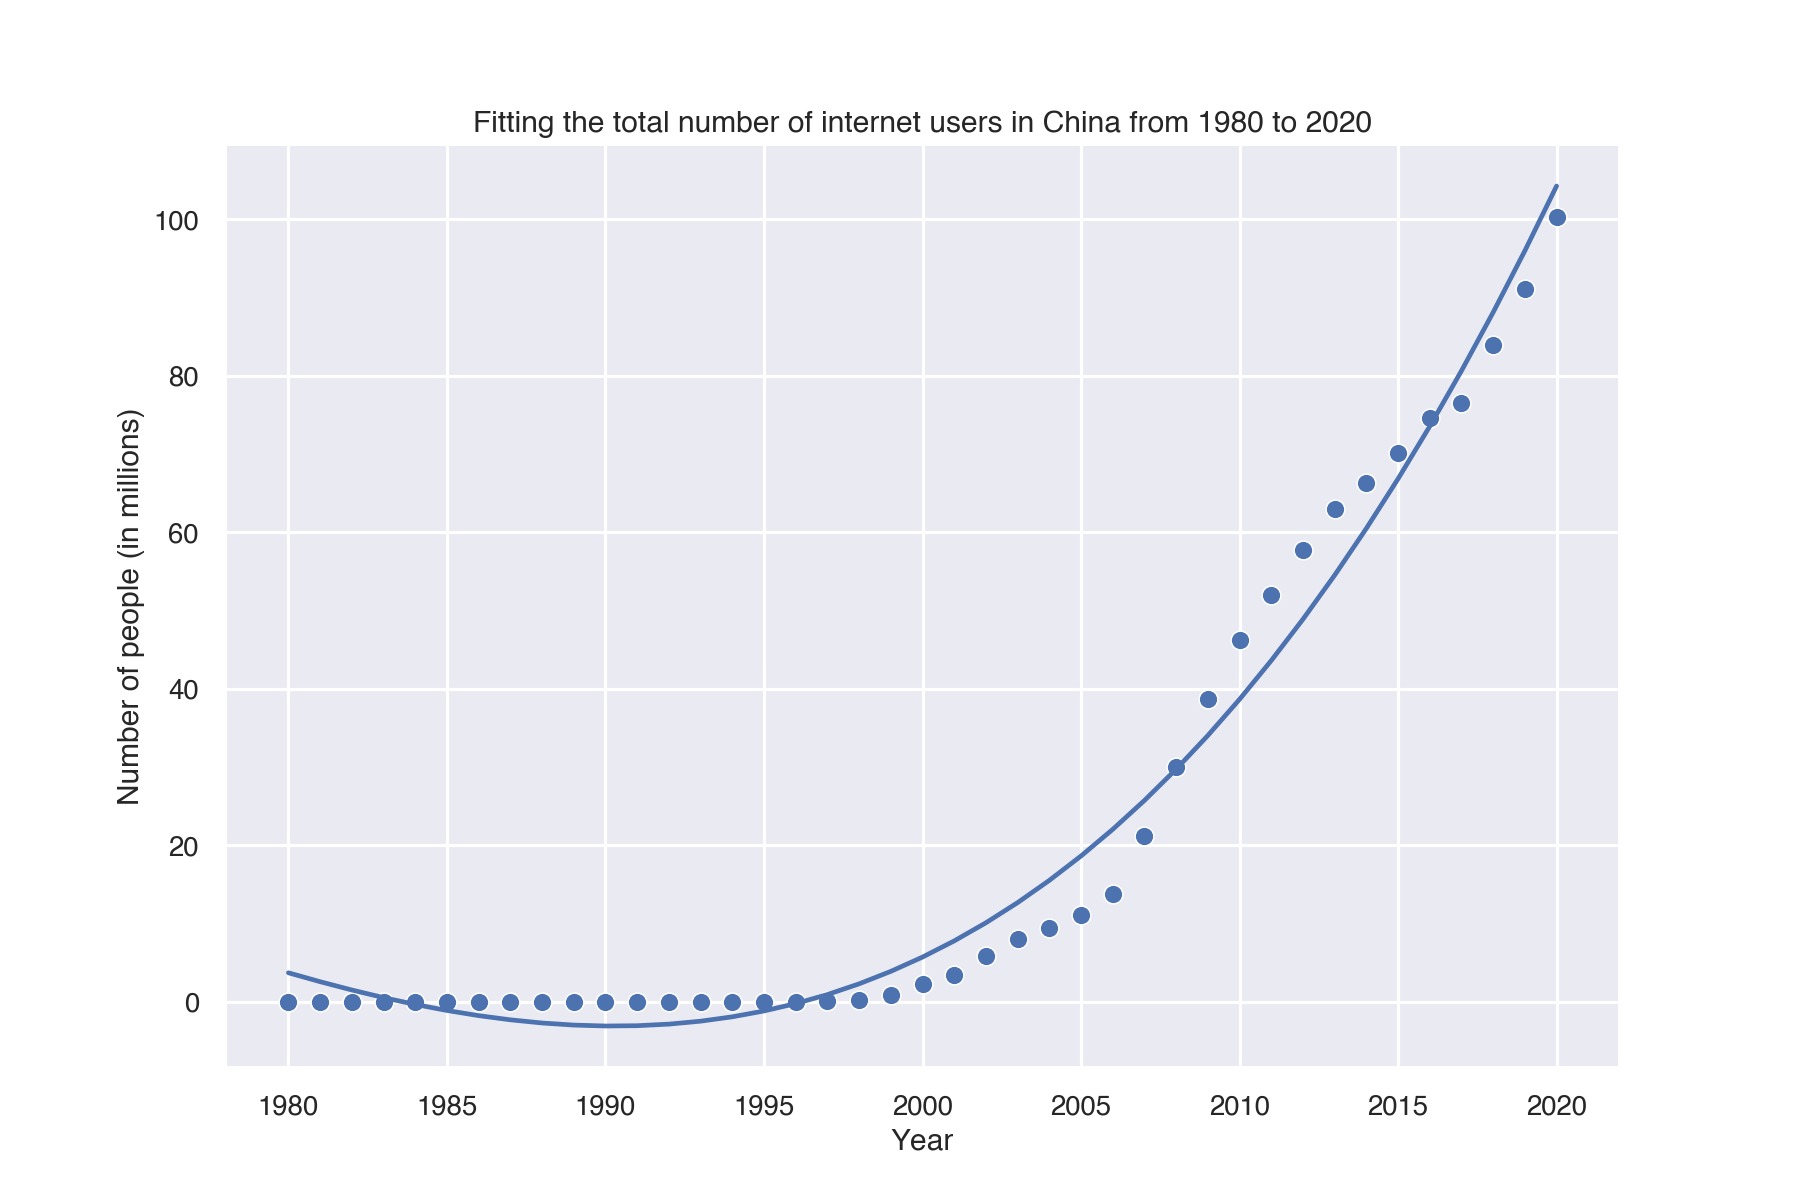 Fitting the total number of internet users in China from 1980 to 2020
100
80
60
40
20
0
Number of people (in millions)
1980 1985 1990 1995 2000 2005 2010 2015 2020
Year